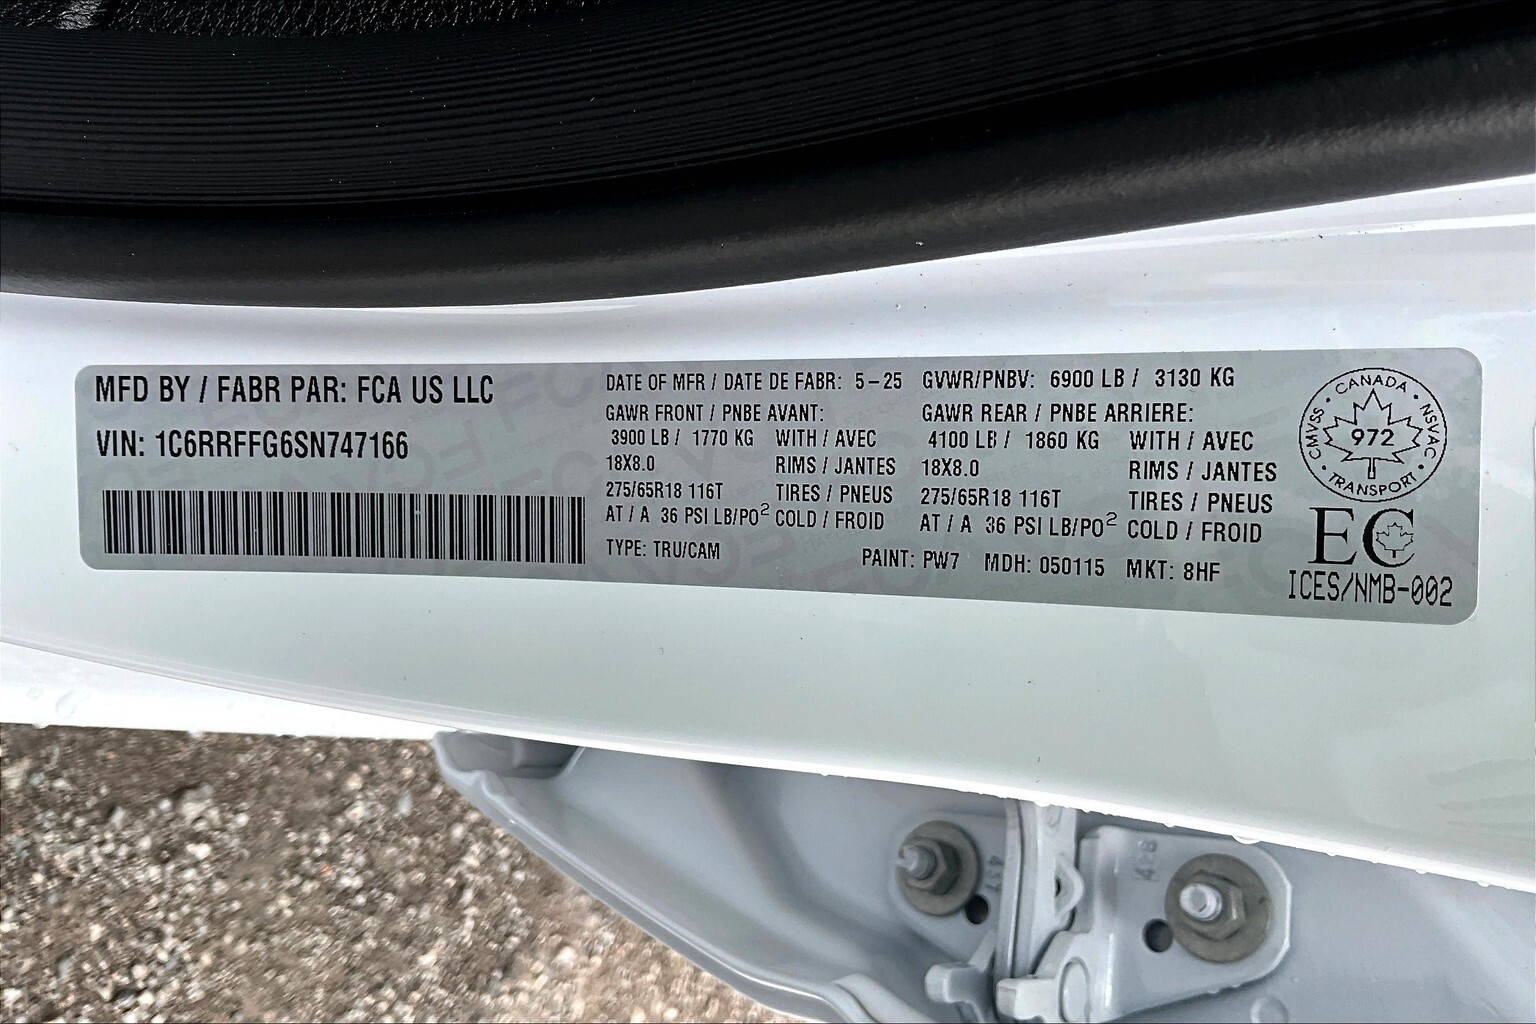 MFD BY / FABR PAR: FCA US LLC
VIN: 1C6RRFFG6SN747166
DATE OF MFR / DATE DE FABR: 5-25 GVWR/PNBV: 6900 LB / 3130 KG
GAWR FRONT / PNBE AVANT: GAWR REAR / PNBE ARRIERE:
3900 LB / 1770 KG WITH / AVEC 4100 LB / 1860 KG WITH / AVEC
18X8.0 RIMS / JANTES 18X8.0 RIMS / JANTES
275/65R18 116T TIRES / PNEUS 275/65R18 116T TIRES / PNEUS
AT / A 36 PSI LB/PO² COLD / FROID AT / A 36 PSI LB/PO² COLD / FROID
TYPE: TRU/CAM PAINT: PW7 MDH: 050115 MKT: 8HF
CANADA
CMVSS 972 NSVAC
TRANSPORT
EC
ICES/NMB-002
417
428